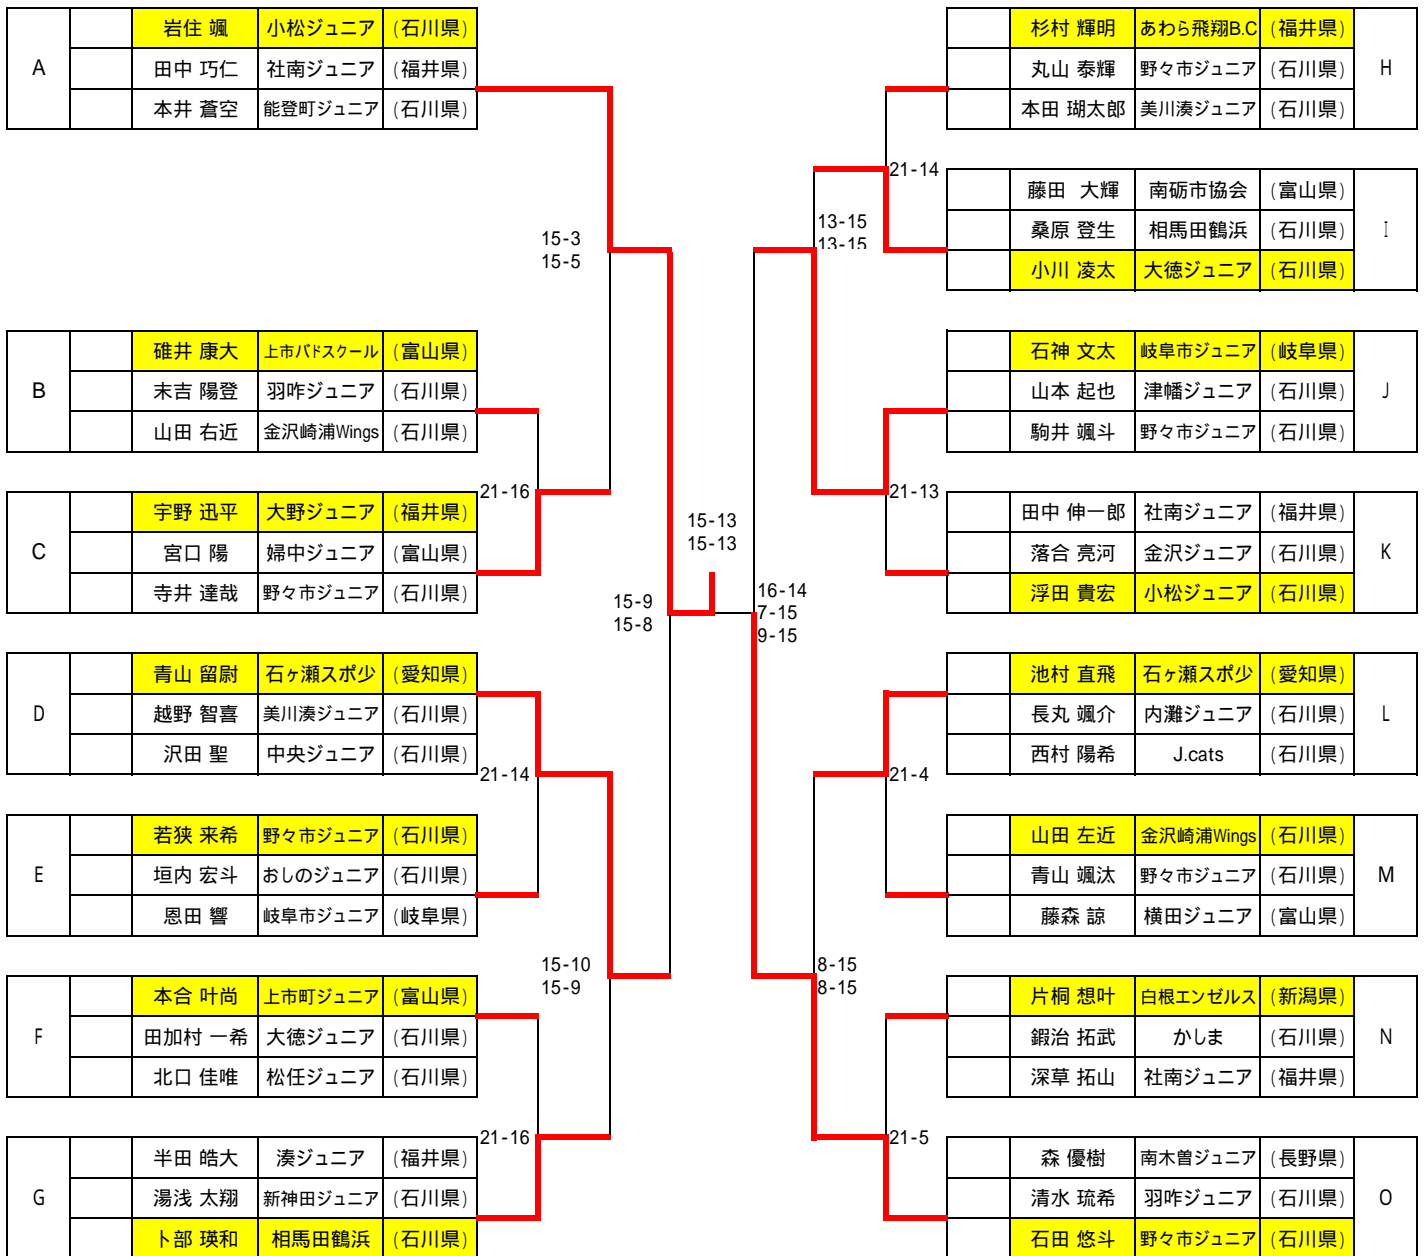 A
岩住 颯 小松ジュニア (石川県)
田中 巧仁 社南ジュニア (福井県)
本井 蒼空 能登町ジュニア (石川県)
B
碓井 康大 上市バドスクール (富山県)
末吉 陽登 羽咋ジュニア (石川県)
山田 右近 金沢崎浦Wings (石川県)
C
宇野 迅平 大野ジュニア (福井県)
宮口 陽 婦中ジュニア (富山県)
寺井 達哉 野々市ジュニア (石川県)
D
青山 留尉 石ヶ瀬スポ少 (愛知県)
越野 智喜 美川湊ジュニア (石川県)
沢田 聖 中央ジュニア (石川県)
E
若狭 来希 野々市ジュニア (石川県)
垣内 宏斗 おしのジュニア (石川県)
恩田 響 岐阜市ジュニア (岐阜県)
F
本合 叶尚 上市町ジュニア (富山県)
田加村 一希 大徳ジュニア (石川県)
北口 佳唯 松任ジュニア (石川県)
G
半田 皓大 湊ジュニア (福井県)
湯浅 太翔 新神田ジュニア (石川県)
卜部 瑛和 相馬田鶴浜 (石川県)
21-16
21-14
21-16
15-3
15-5
15-10
15-9
15-9
15-8
15-13
15-13
16-14
7-15
9-15
13-15
13-15
8-15
8-15
21-14
21-13
21-4
21-5
H
杉村 輝明 あわら飛翔B.C (福井県)
丸山 泰輝 野々市ジュニア (石川県)
本田 瑚太郎 美川湊ジュニア (石川県)
I
藤田 大輝 南砺市協会 (富山県)
桑原 登生 相馬田鶴浜 (石川県)
小川 凌太 大徳ジュニア (石川県)
J
石神 文太 岐阜市ジュニア (岐阜県)
山本 起也 津幡ジュニア (石川県)
駒井 颯斗 野々市ジュニア (石川県)
K
田中 伸一郎 社南ジュニア (福井県)
落合 亮河 金沢ジュニア (石川県)
浮田 貴宏 小松ジュニア (石川県)
L
池村 直飛 石ヶ瀬スポ少 (愛知県)
長丸 颯介 内灘ジュニア (石川県)
西村 陽希 J.cats (石川県)
M
山田 左近 金沢崎浦Wings (石川県)
青山 颯汰 野々市ジュニア (石川県)
藤森 諒 横田ジュニア (富山県)
N
片桐 想叶 白根エンゼルス (新潟県)
鍜治 拓武 かしま (石川県)
深草 拓山 社南ジュニア (福井県)
O
森 優樹 南木曽ジュニア (長野県)
清水 琉希 羽咋ジュニア (石川県)
石田 悠斗 野々市ジュニア (石川県)